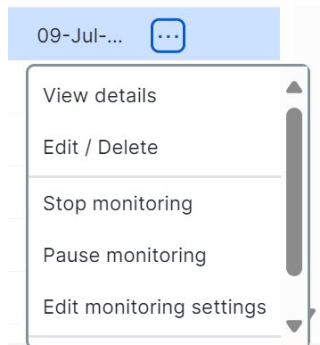 09-Jul-...
View details
Edit / Delete
Stop monitoring
Pause monitoring
Edit monitoring settings